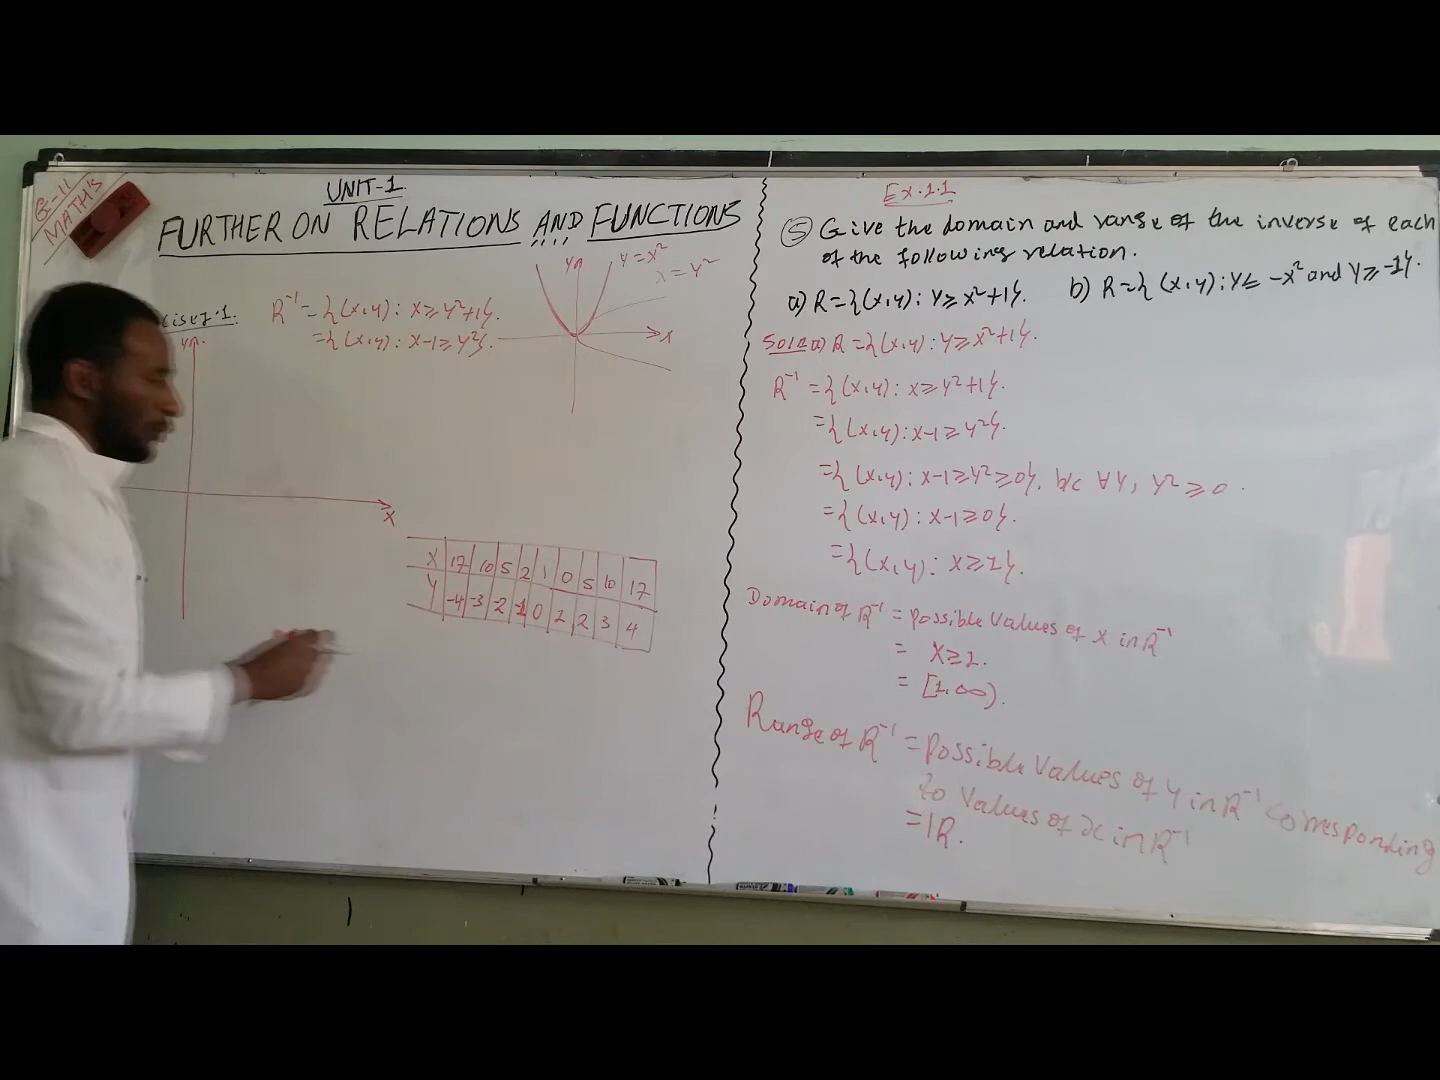 G-11
MATH'S
UNIT-1.
FURTHER ON RELATIONS AND FUNCTIONS
R⁻¹ = {(x,y): x ≥ y²+1}.
= {(x,y): x-1 ≥ y²}.
y
y = x²
x = y²
x
y
x
X 17 10 5 2 1 0 5 10 17
Y -4 -3 -2 -1 0 2 2 3 4
Ex.1.1
⑤ Give the domain and range of the inverse of each
of the following relation.
a) R = {(x,y): y ≥ x²+1}. b) R = {(x,y): y ≤ -x² and y ≥ -1}.
Soln a) R = {(x,y): y ≥ x²+1}.
R⁻¹ = {(x,y): x ≥ y²+1}.
= {(x,y): x-1 ≥ y²}.
= {(x,y): x-1 ≥ y² ≥ 0}. b/c ∀y, y² ≥ 0.
= {(x,y): x-1 ≥ 0}.
= {(x,y): x ≥ 1}.
Domain of R⁻¹ = Possible Values of x in R⁻¹
= x ≥ 1.
= [1, ∞).
Range of R⁻¹ = Possible Values of y in R⁻¹ corresponding
to Values of x in R⁻¹
= IR.